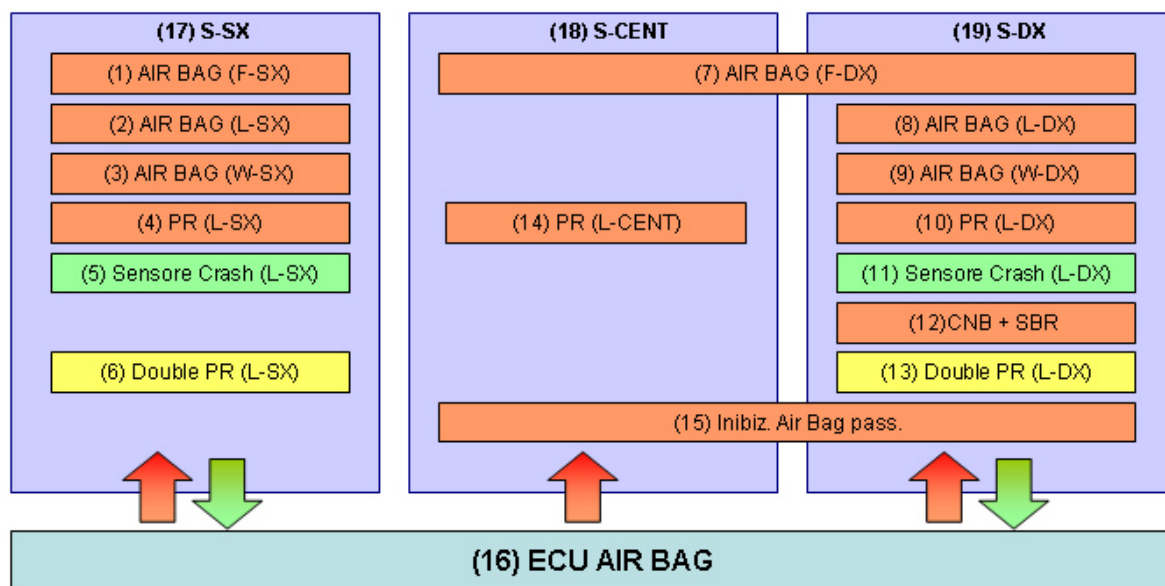 (17) S-SX
(18) S-CENT
(19) S-DX
(1) AIR BAG (F-SX)
(7) AIR BAG (F-DX)
(2) AIR BAG (L-SX)
(8) AIR BAG (L-DX)
(3) AIR BAG (W-SX)
(9) AIR BAG (W-DX)
(4) PR (L-SX)
(14) PR (L-CENT)
(10) PR (L-DX)
(5) Sensore Crash (L-SX)
(11) Sensore Crash (L-DX)
(12)CNB + SBR
(6) Double PR (L-SX)
(13) Double PR (L-DX)
(15) Inibiz. Air Bag pass.
(16) ECU AIR BAG